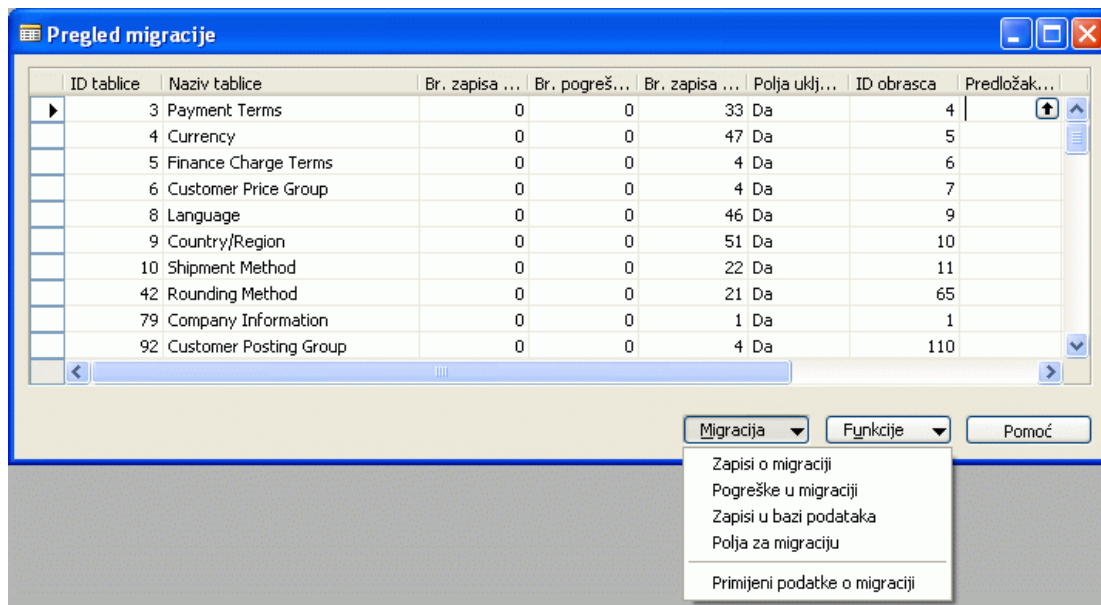 Pregled migracije
ID tablice Naziv tablice Br. zapisa ... Br. pogreš... Br. zapisa ... Polja uklj... ID obrasca Predložak...
3 Payment Terms 0 0 33 Da 4
4 Currency 0 0 47 Da 5
5 Finance Charge Terms 0 0 4 Da 6
6 Customer Price Group 0 0 4 Da 7
8 Language 0 0 46 Da 9
9 Country/Region 0 0 51 Da 10
10 Shipment Method 0 0 22 Da 11
42 Rounding Method 0 0 21 Da 65
79 Company Information 0 0 1 Da 1
92 Customer Posting Group 0 0 4 Da 110
Migracija Funkcije Pomoć
Zapisi o migraciji
Pogreške u migraciji
Zapisi u bazi podataka
Polja za migraciju
Primijeni podatke o migraciji